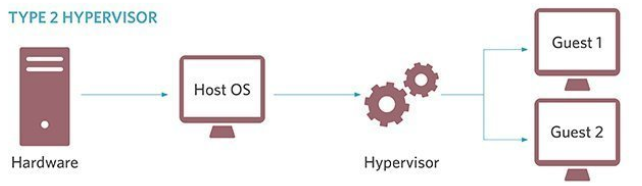 TYPE 2 HYPERVISOR
Guest 1
Host OS
Guest 2
Hardware
Hypervisor